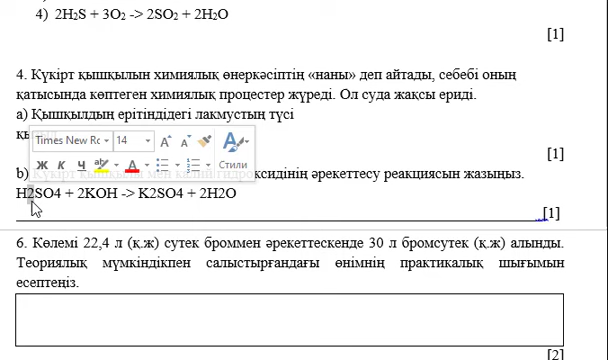 4) 2H₂S + 3O₂ -> 2SO₂ + 2H₂O
[1]
4. Күкірт қышқылын химиялық өнеркәсіптің «наны» деп айтады, себебі оның
қатысында көптеген химиялық процестер жүреді. Ол суда жақсы ериді.
a) Қышқылдың ерітіндідегі лакмустың түсі
Times New Ro 14
[1]
Ж К Ч Стили
b) гидроксидінің әрекеттесу реакциясын жазыңыз.
H2SO4 + 2KOH -> K2SO4 + 2H2O
[1]
6. Көлемі 22,4 л (қ.ж) сутек броммен әрекеттескенде 30 л бромсутек (қ.ж) алынды.
Теориялық мүмкіндікпен салыстырғандағы өнімнің практикалық шығымын
есептеңіз.
[2]